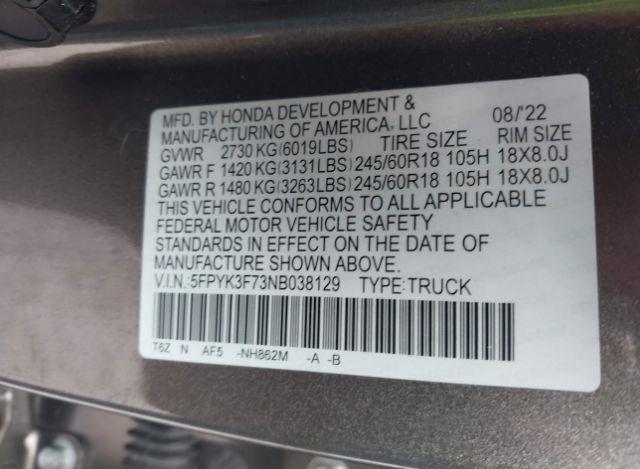 MFD. BY HONDA DEVELOPMENT & 08/'22
MANUFACTURING OF AMERICA, LLC
GVWR 2730 KG(6019LBS) TIRE SIZE RIM SIZE
GAWR F 1420 KG(3131LBS) 245/60R18 105H 18X8.0J
GAWR R 1480 KG(3263LBS) 245/60R18 105H 18X8.0J
THIS VEHICLE CONFORMS TO ALL APPLICABLE
FEDERAL MOTOR VEHICLE SAFETY
STANDARDS IN EFFECT ON THE DATE OF
MANUFACTURE SHOWN ABOVE.
V.I.N.:5FPYK3F73NB038129 TYPE:TRUCK
T6Z N AF5 -NH862M -A -B